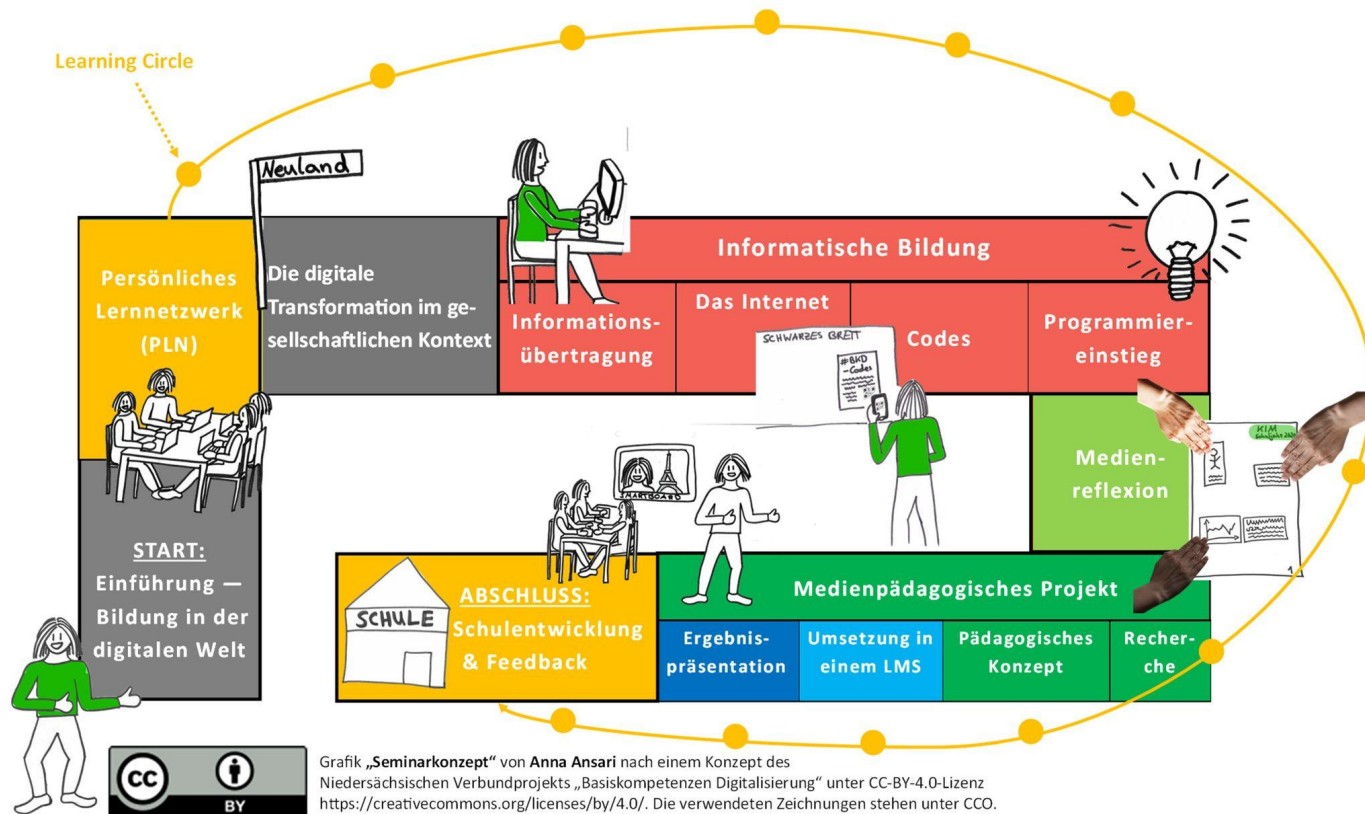 Learning Circle
Neuland
Persönliches
Lernnetzwerk
(PLN)
Die digitale
Transformation im ge-
sellschaftlichen Kontext
Informatische Bildung
Informations-
übertragung
Das Internet
Codes
Programmier-
einstieg
SCHWARZES BRETT
#BKD
-Codes
Medien-
reflexion
KIM
SMARTBOARD
START:
Einführung —
Bildung in der
digitalen Welt
SCHULE
ABSCHLUSS:
Schulentwicklung
& Feedback
Medienpädagogisches Projekt
Ergebnis-
präsentation
Umsetzung in
einem LMS
Pädagogisches
Konzept
Recher-
che
1
cc
BY
Grafik „Seminarkonzept“ von Anna Ansari nach einem Konzept des
Niedersächsischen Verbundprojekts „Basiskompetenzen Digitalisierung“ unter CC-BY-4.0-Lizenz
https://creativecommons.org/licenses/by/4.0/. Die verwendeten Zeichnungen stehen unter CC0.